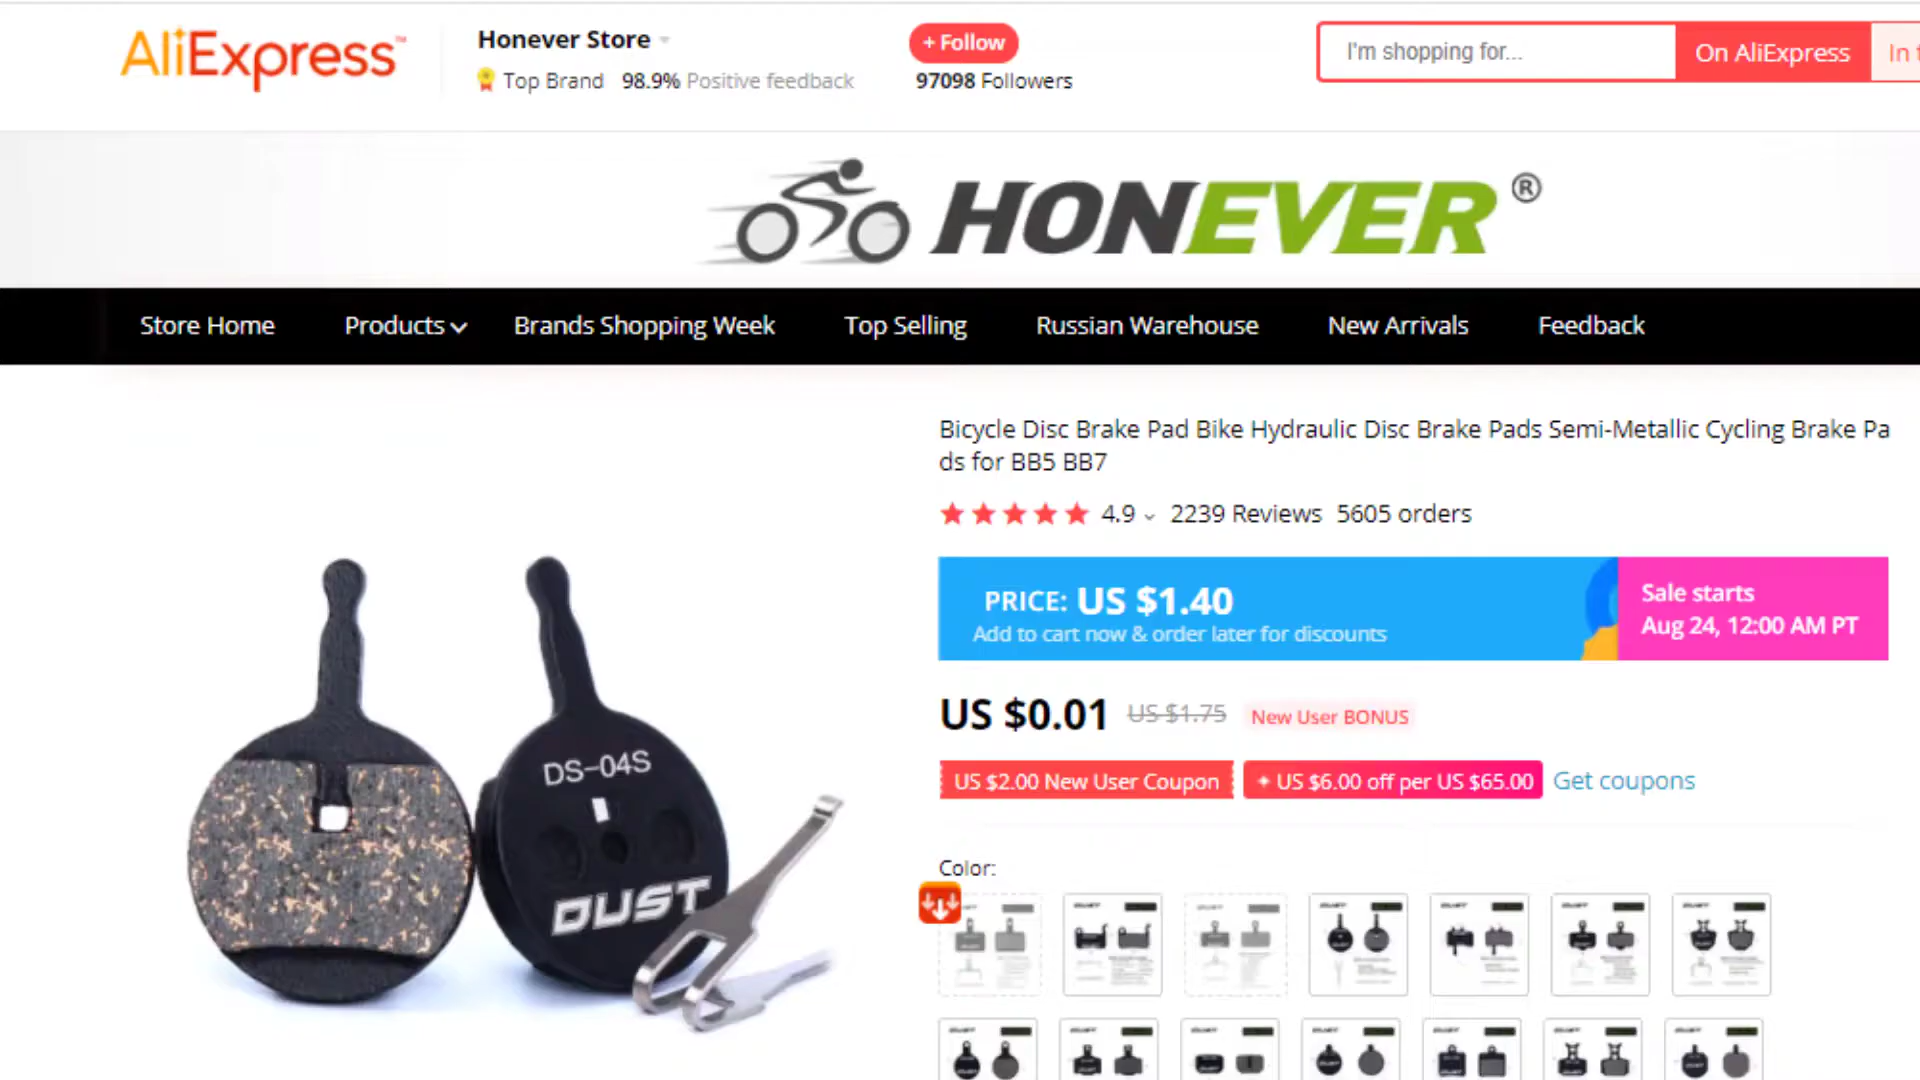 AliExpress™
Honever Store
Top Brand 98.9% Positive feedback
+ Follow
97098 Followers
I'm shopping for...
On AliExpress
In t
HONEVER®
Store Home Products Brands Shopping Week Top Selling Russian Warehouse New Arrivals Feedback
Bicycle Disc Brake Pad Bike Hydraulic Disc Brake Pads Semi-Metallic Cycling Brake Pa
ds for BB5 BB7
4.9 2239 Reviews 5605 orders
PRICE: US $1.40
Add to cart now & order later for discounts
Sale starts
Aug 24, 12:00 AM PT
US $0.01 US $1.75 New User BONUS
US $2.00 New User Coupon US $6.00 off per US $65.00 Get coupons
Color:
DS-04S
DUST